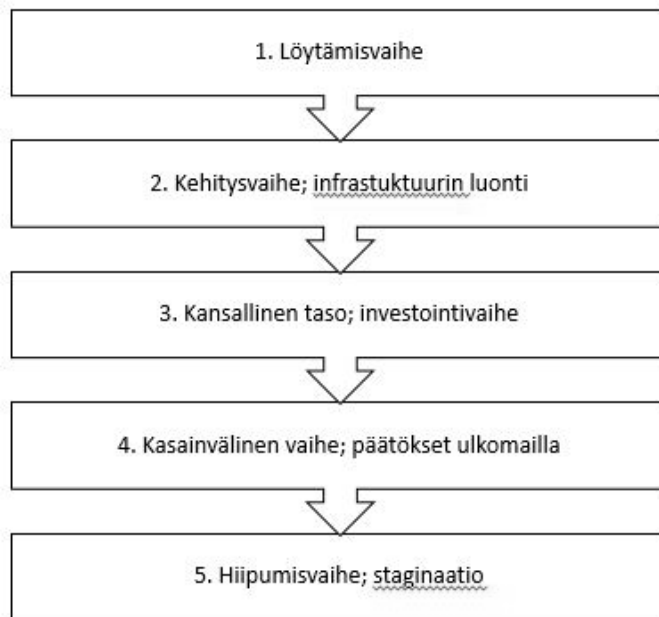 1. Löytämisvaihe
2. Kehitysvaihe; infrastuktuurin luonti
3. Kansallinen taso; investointivaihe
4. Kasainvälinen vaihe; päätökset ulkomailla
5. Hiipumisvaihe; staginaatio